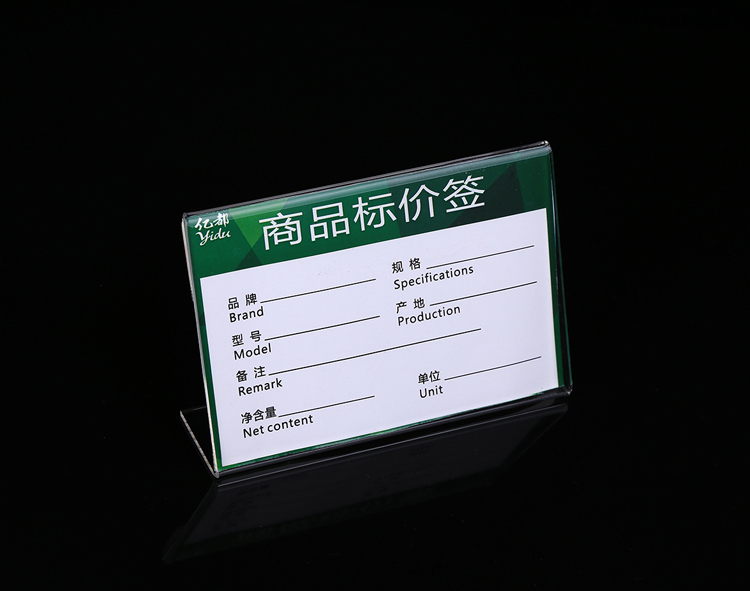 亿都
Yidu
商品标价签
品牌
Brand
规格
Specifications
型号
Model
产地
Production
备注
Remark
净含量
Net content
单位
Unit